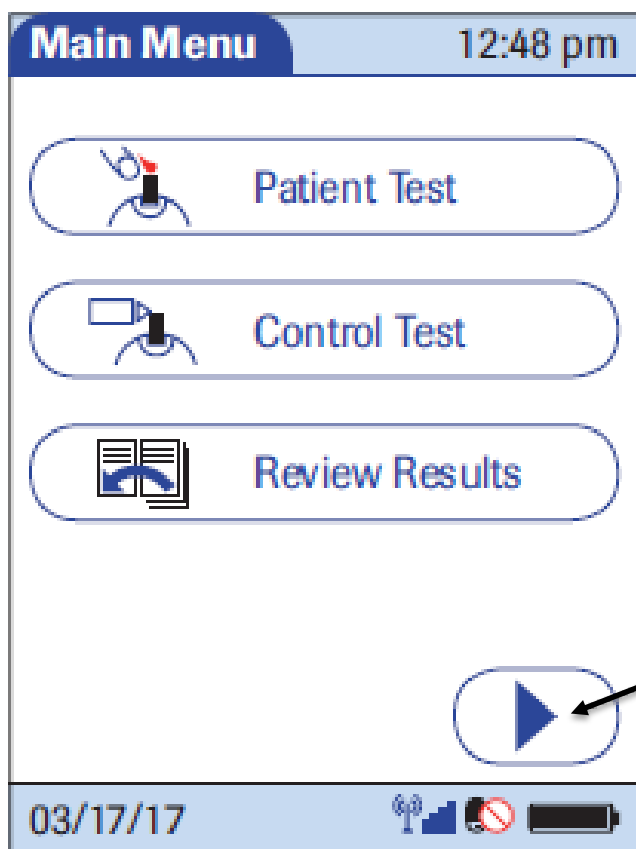 Main Menu 12:48 pm
Patient Test
Control Test
Review Results
03/17/17